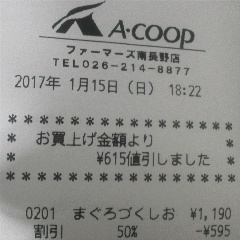 A·COOP
ファーマーズ南長野店
TEL026-214-8877
2017年 1月15日(日) 18:22
* * * * * * * * * * * * * * *
* お買上げ金額より *
* ¥615値引しました *
* * * * * * * * * * * * * * *
0201 まぐろづくしお ¥1,190
割引 50% -¥595